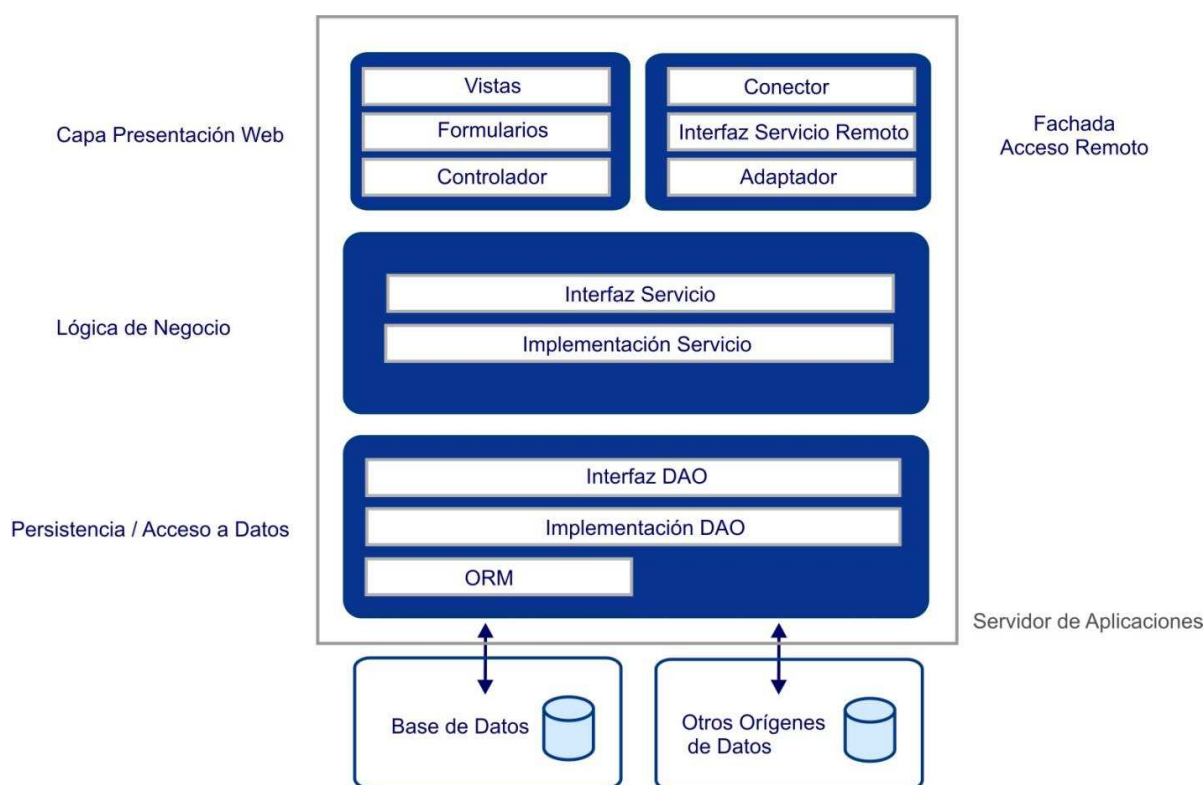 Capa Presentación Web
Vistas
Formularios
Controlador
Conector
Interfaz Servicio Remoto
Adaptador
Fachada
Acceso Remoto
Lógica de Negocio
Interfaz Servicio
Implementación Servicio
Persistencia / Acceso a Datos
Interfaz DAO
Implementación DAO
ORM
Servidor de Aplicaciones
Base de Datos
Otros Orígenes
de Datos